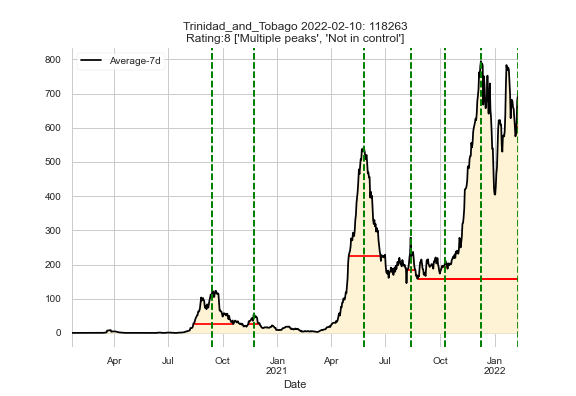 Trinidad_and_Tobago 2022-02-10: 118263
Rating:8 ['Multiple peaks', 'Not in control']
Average-7d
800
700
600
500
400
300
200
100
0
Apr Jul Oct Jan Apr Jul Oct Jan
2021 2022
Date